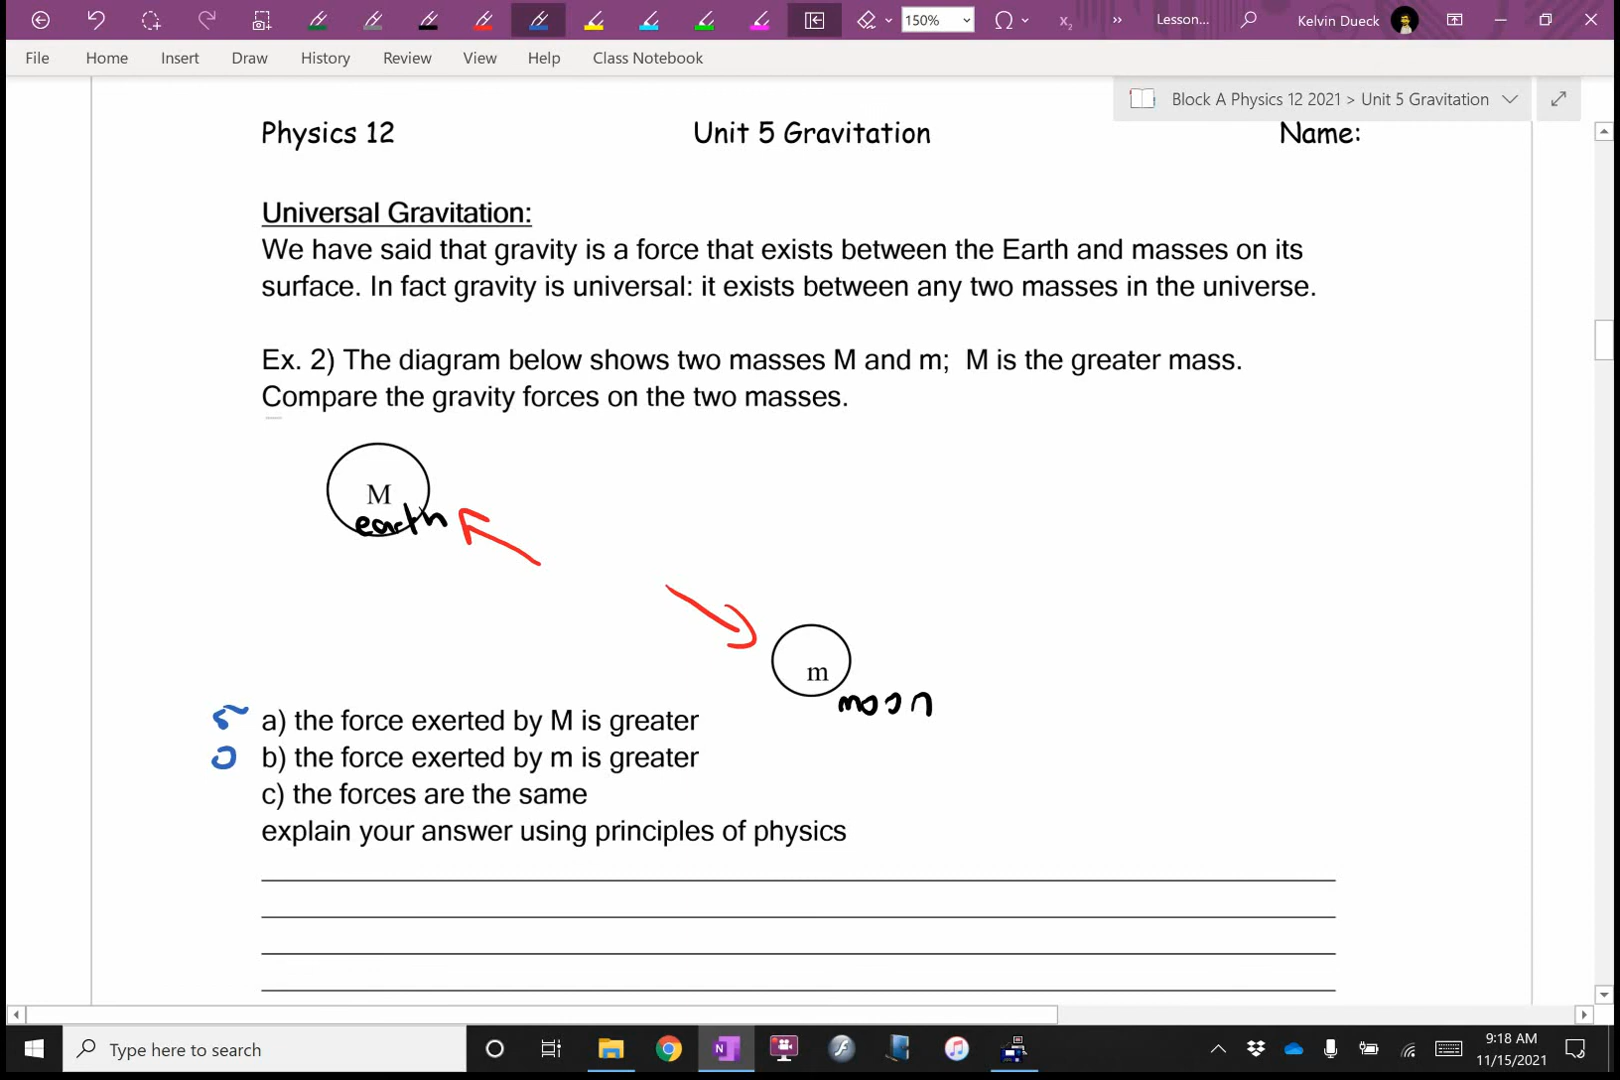 150%
Ω
x₂
››
Lesson...
Kelvin Dueck
File Home Insert Draw History Review View Help Class Notebook
Block A Physics 12 2021 > Unit 5 Gravitation
Physics 12 Unit 5 Gravitation Name:
Universal Gravitation:
We have said that gravity is a force that exists between the Earth and masses on its
surface. In fact gravity is universal: it exists between any two masses in the universe.
Ex. 2) The diagram below shows two masses M and m;  M is the greater mass.
Compare the gravity forces on the two masses.
M
earth
m
moon
a) the force exerted by M is greater
b) the force exerted by m is greater
c) the forces are the same
explain your answer using principles of physics
Type here to search
9:18 AM
11/15/2021